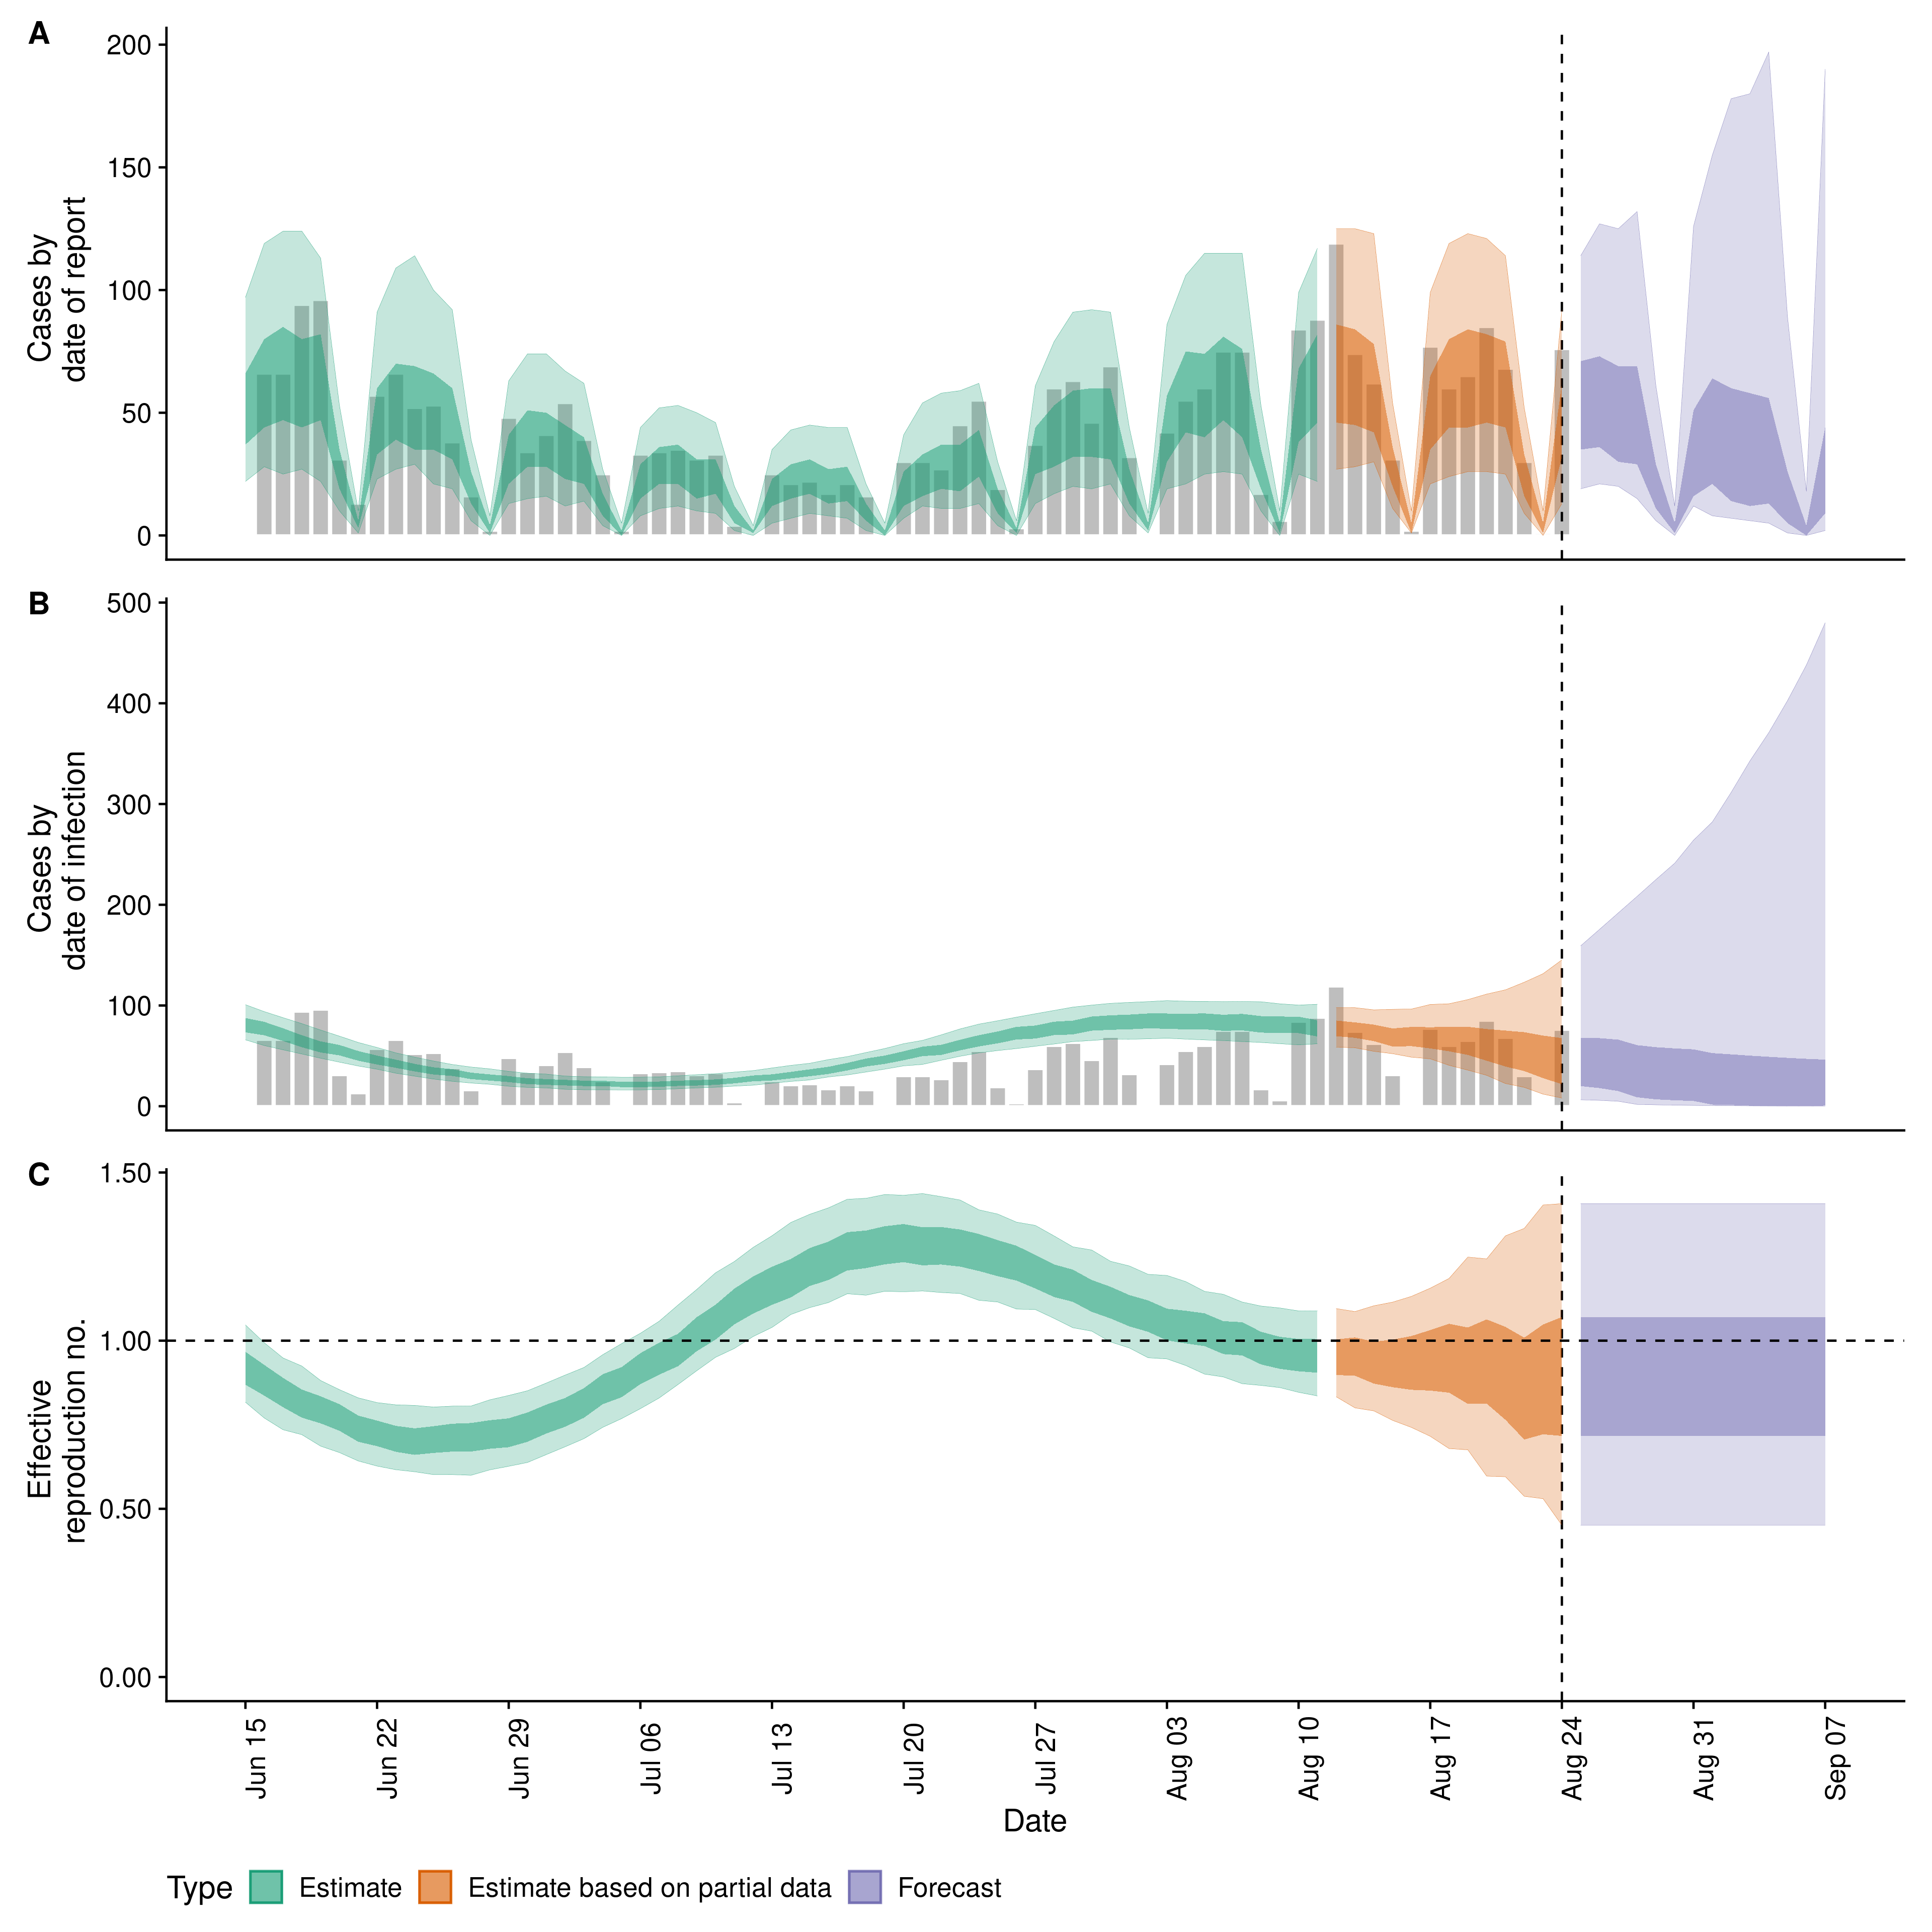 A
Cases by
date of report
200
150
100
50
0
B
Cases by
date of infection
500
400
300
200
100
0
C
Effective
reproduction no.
1.50
1.00
0.50
0.00
Jun 15
Jun 22
Jun 29
Jul 06
Jul 13
Jul 20
Jul 27
Aug 03
Aug 10
Aug 17
Aug 24
Aug 31
Sep 07
Date
Type Estimate Estimate based on partial data Forecast